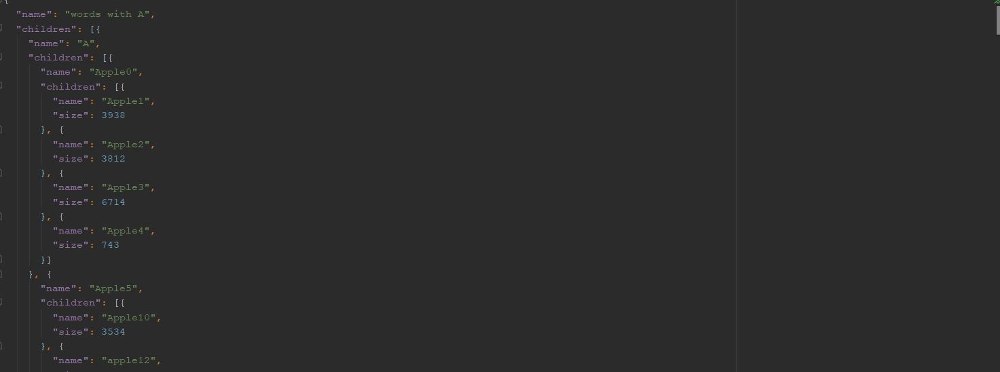 {
"name": "words with A",
"children": [{
"name": "A",
"children": [{
"name": "Apple0",
"children": [{
"name": "Apple1",
"size": 3938
}, {
"name": "Apple2",
"size": 3812
}, {
"name": "Apple3",
"size": 6714
}, {
"name": "Apple4",
"size": 743
}]
}, {
"name": "Apple5",
"children": [{
"name": "Apple10",
"size": 3534
}, {
"name": "apple12",